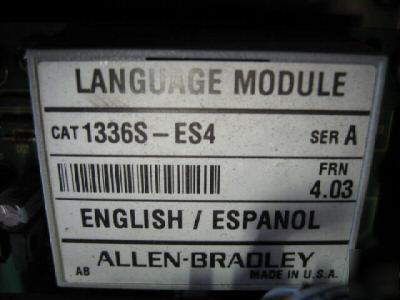 LANGUAGE MODULE
CAT 1336S-ES4 SER A
FRN
4.03
ENGLISH / ESPANOL
ALLEN-BRADLEY
AB MADE IN U.S.A.